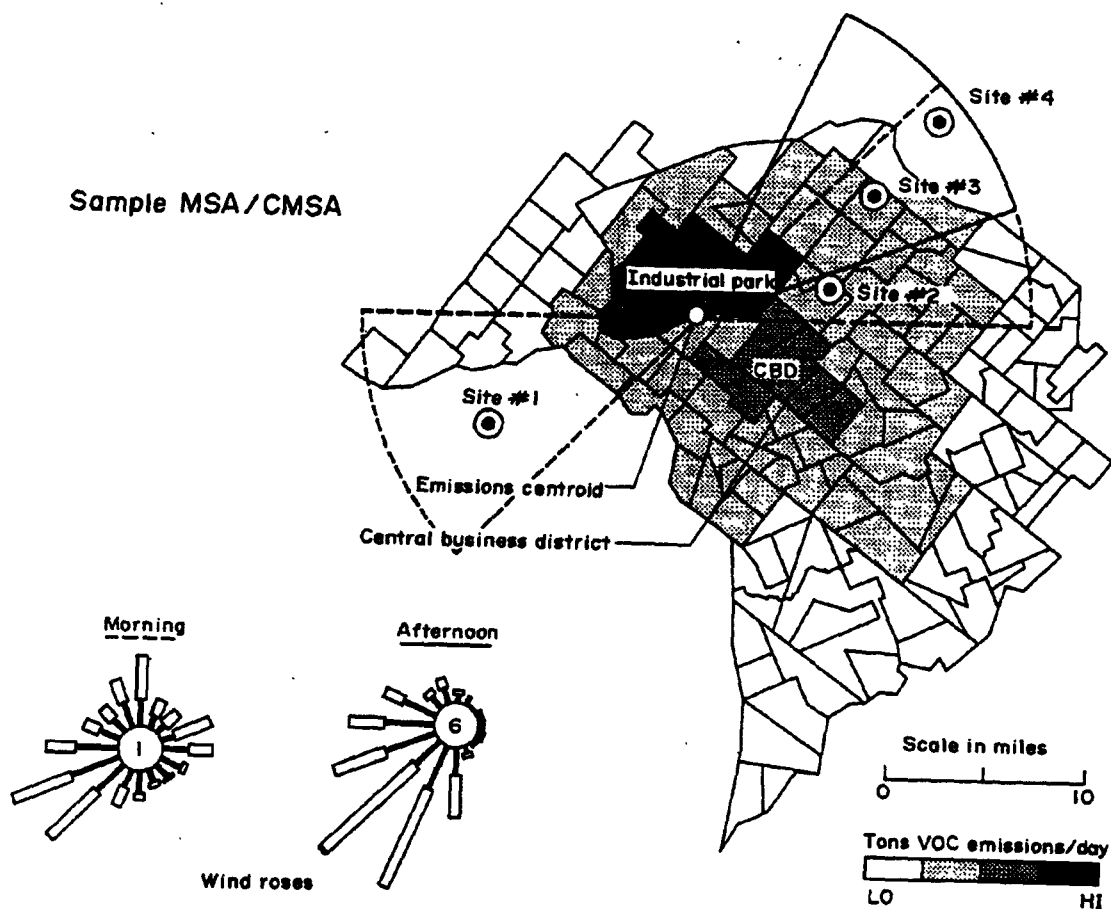 Sample MSA/CMSA
Site #4
Site #3
Industrial park
Site #2
CBD
Site #1
Emissions centroid
Central business district
Morning
Afternoon
1
6
Wind roses
Scale in miles
0 10
Tons VOC emissions/day
LO HI